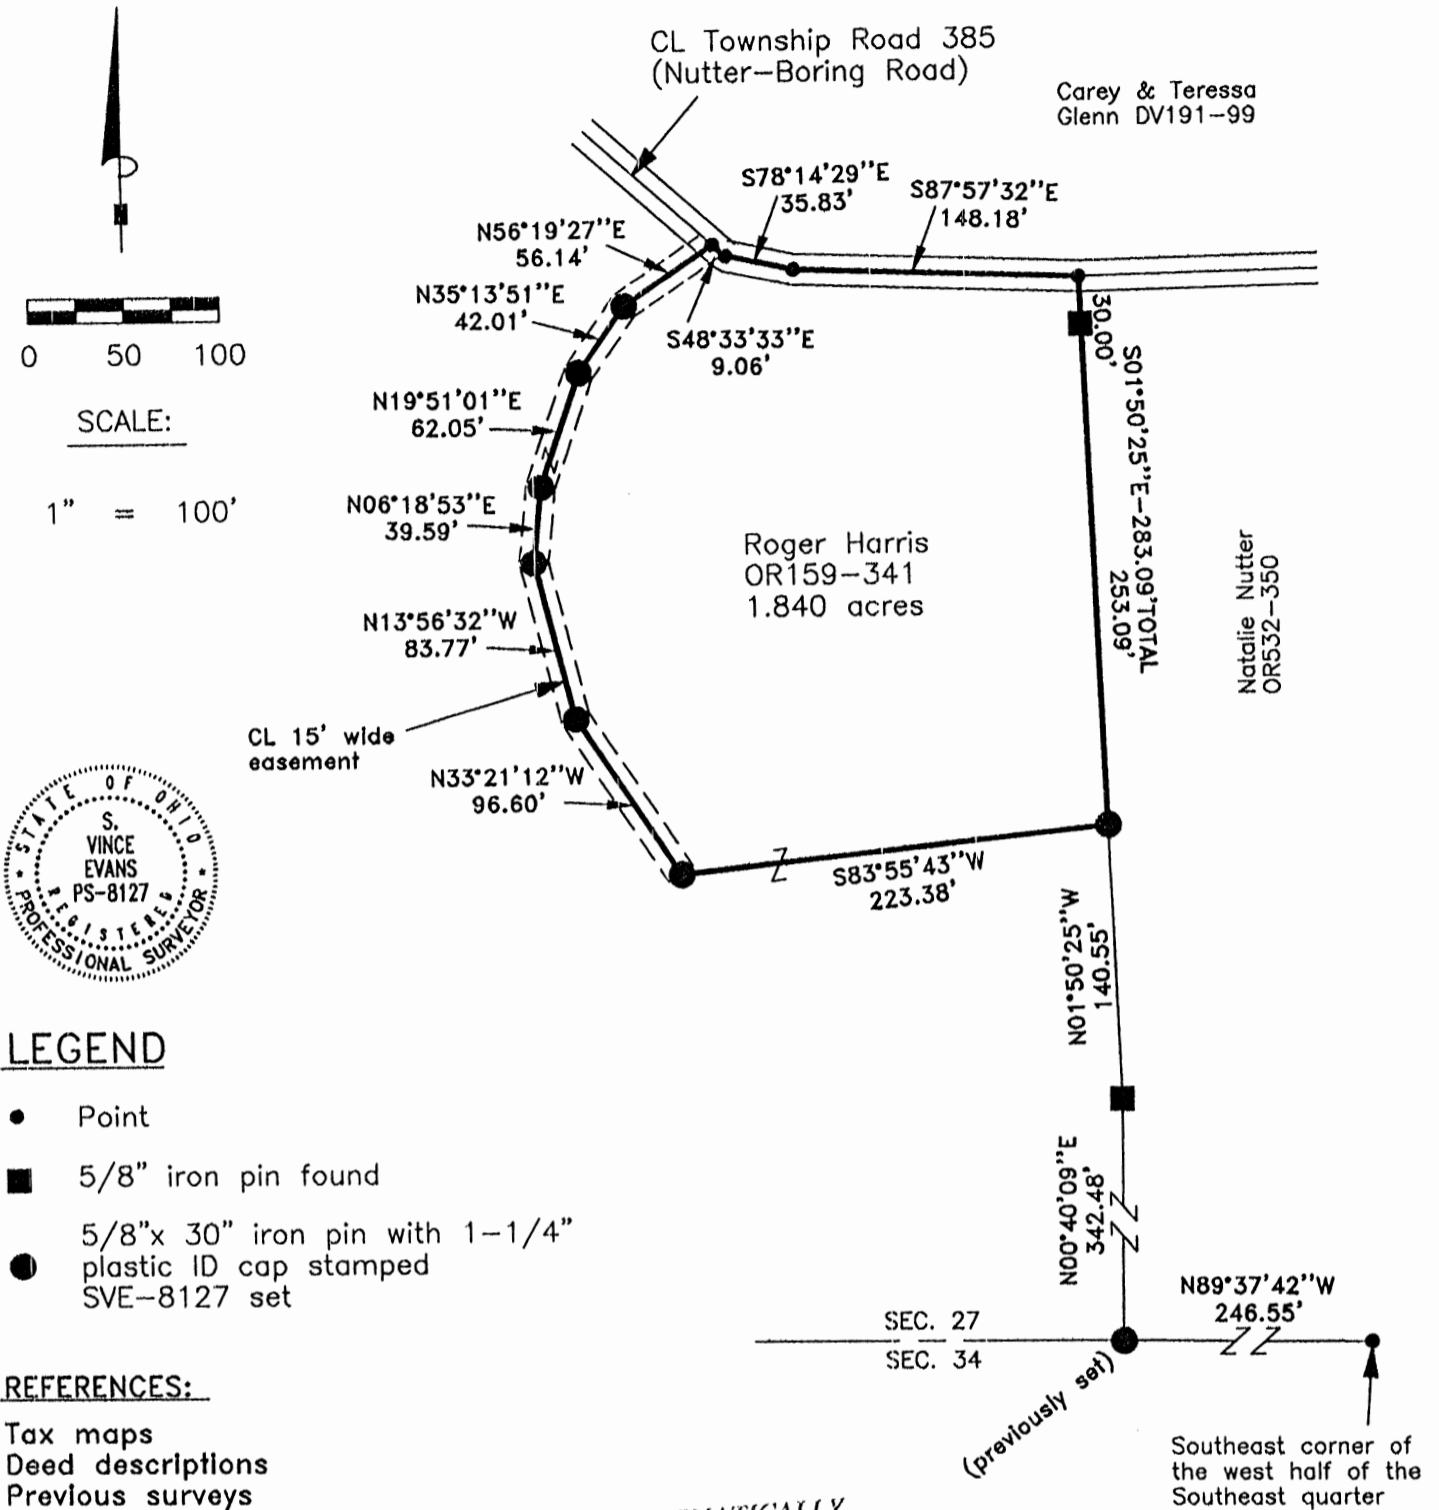 CL Township Road 385
(Nutter-Boring Road)
Carey & Teressa
Glenn DV191-99
S78°14'29"E
35.83'
S87°57'32"E
148.18'
N56°19'27"E
56.14'
N35°13'51"E
42.01'
S48°33'33"E
9.06'
30.00'
0 50 100
N19°51'01"E
62.05'
SCALE:
1" = 100'
N06°18'53"E
39.59'
S01°50'25"E-283.09'TOTAL
253.09'
Roger Harris
OR159-341
1.840 acres
Natalie Nutter
OR532-350
N13°56'32"W
83.77'
CL 15' wide
easement
N33°21'12"W
96.60'
STATE OF OHIO
S.
VINCE
EVANS
PS-8127
REGISTERED
PROFESSIONAL SURVEYOR
S83°55'43"W
223.38'
N01°50'25"W
140.55'
LEGEND
Point
5/8" iron pin found
5/8"x 30" iron pin with 1-1/4"
plastic ID cap stamped
SVE-8127 set
N00°40'09"E
342.48'
N89°37'42"W
246.55'
SEC. 27
SEC. 34
(previously set)
REFERENCES:
Tax maps
Deed descriptions
Previous surveys
Southeast corner of
the west half of the
Southeast quarter